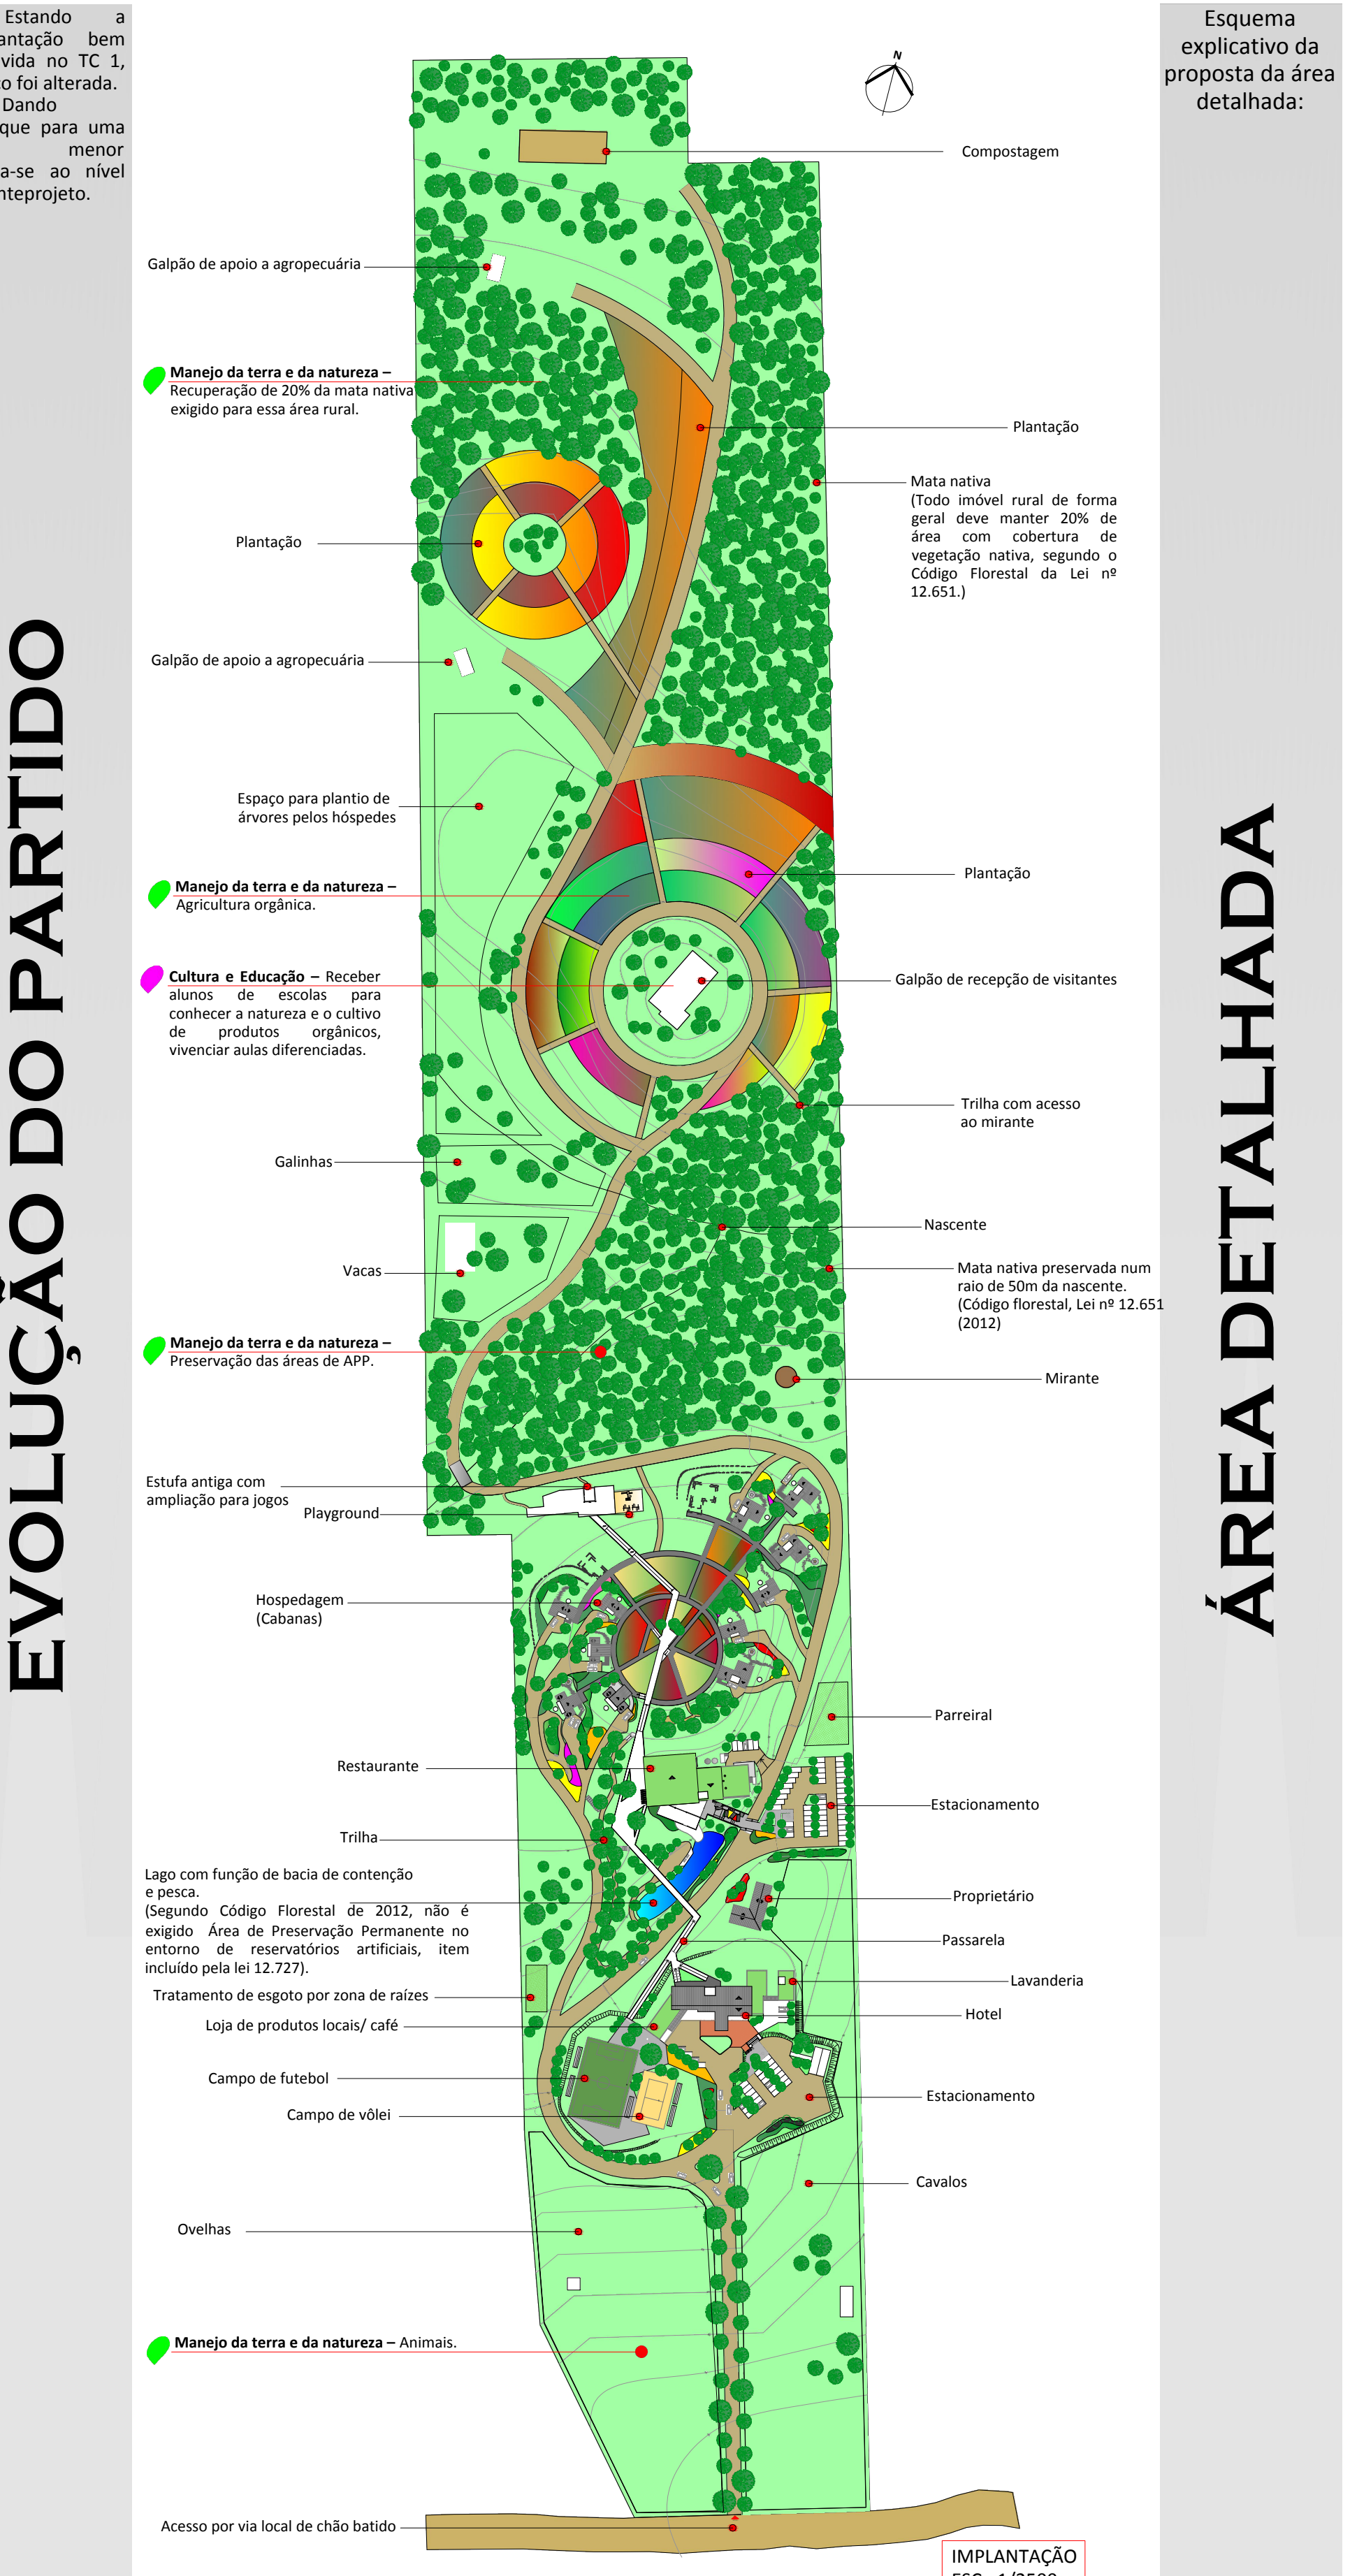 Estando a
antação bem
vida no TC 1,
o foi alterada.
Dando
que para uma
menor
a-se ao nível
nteprojeto.
EVOLUÇÃO DO PARTIDO
N
Compostagem
Galpão de apoio a agropecuária
Manejo da terra e da natureza –
Recuperação de 20% da mata nativa
exigido para essa área rural.
Plantação
Mata nativa
(Todo imóvel rural de forma
geral deve manter 20% de
área com cobertura de
vegetação nativa, segundo o
Código Florestal da Lei nº
12.651.)
Plantação
Galpão de apoio a agropecuária
Espaço para plantio de
árvores pelos hóspedes
Plantação
Manejo da terra e da natureza –
Agricultura orgânica.
Cultura e Educação – Receber
alunos de escolas para
conhecer a natureza e o cultivo
de produtos orgânicos,
vivenciar aulas diferenciadas.
Galpão de recepção de visitantes
Trilha com acesso
ao mirante
Galinhas
Nascente
Vacas
Mata nativa preservada num
raio de 50m da nascente.
(Código florestal, Lei nº 12.651
(2012)
Manejo da terra e da natureza –
Preservação das áreas de APP.
Mirante
Estufa antiga com
ampliação para jogos
Playground
Hospedagem
(Cabanas)
Parreiral
Restaurante
Estacionamento
Trilha
Lago com função de bacia de contenção
e pesca.
(Segundo Código Florestal de 2012, não é
exigido Área de Preservação Permanente no
entorno de reservatórios artificiais, item
incluído pela lei 12.727).
Proprietário
Passarela
Lavanderia
Tratamento de esgoto por zona de raízes
Hotel
Loja de produtos locais/ café
Campo de futebol
Estacionamento
Campo de vôlei
Cavalos
Ovelhas
Manejo da terra e da natureza – Animais.
Acesso por via local de chão batido
IMPLANTAÇÃO
Esquema
explicativo da
proposta da área
detalhada:
ÁREA DETALHADA